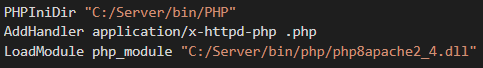 PHPIniDir "C:/Server/bin/PHP"
AddHandler application/x-httpd-php .php
LoadModule php_module "C:/Server/bin/php/php8apache2_4.dll"